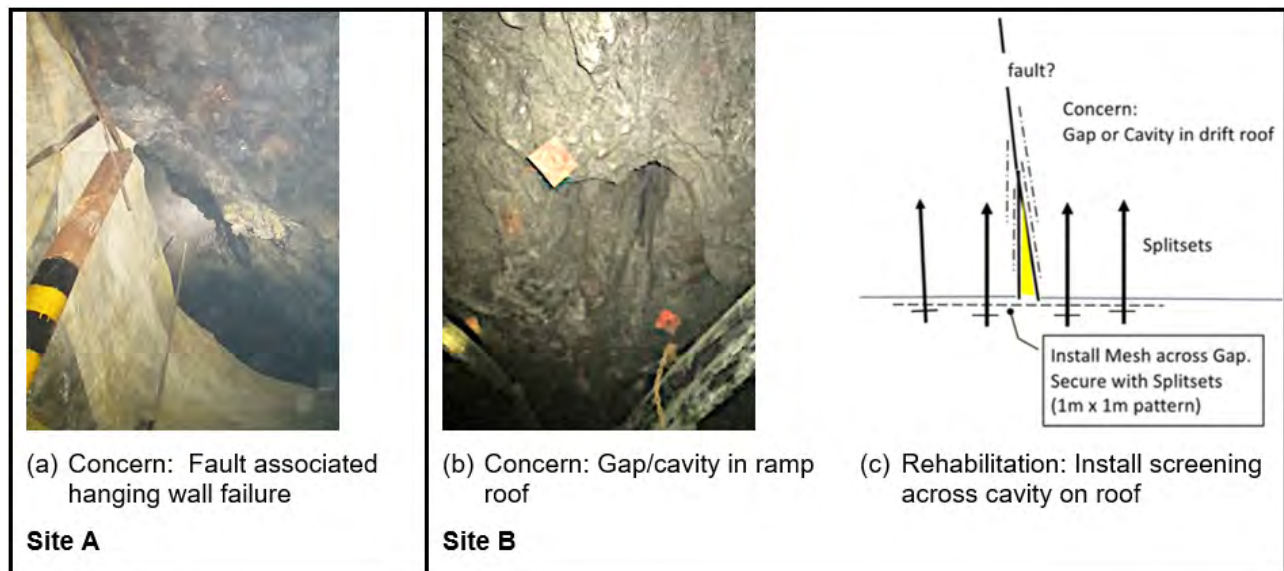 fault?
Concern:
Gap or Cavity in drift roof
Splitsets
Install Mesh across Gap.
Secure with Splitsets
(1m x 1m pattern)
(a) Concern: Fault associated
hanging wall failure
Site A
(b) Concern: Gap/cavity in ramp
roof
Site B
(c) Rehabilitation: Install screening
across cavity on roof